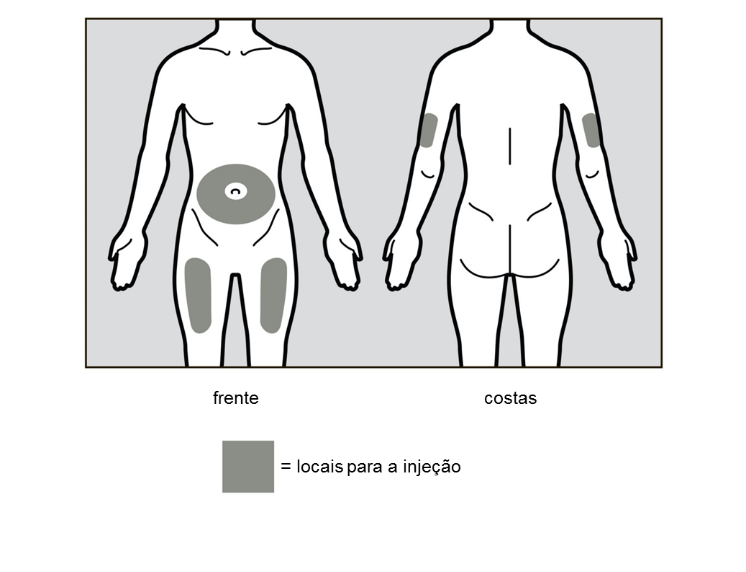 frente
costas
= locais para a injeção